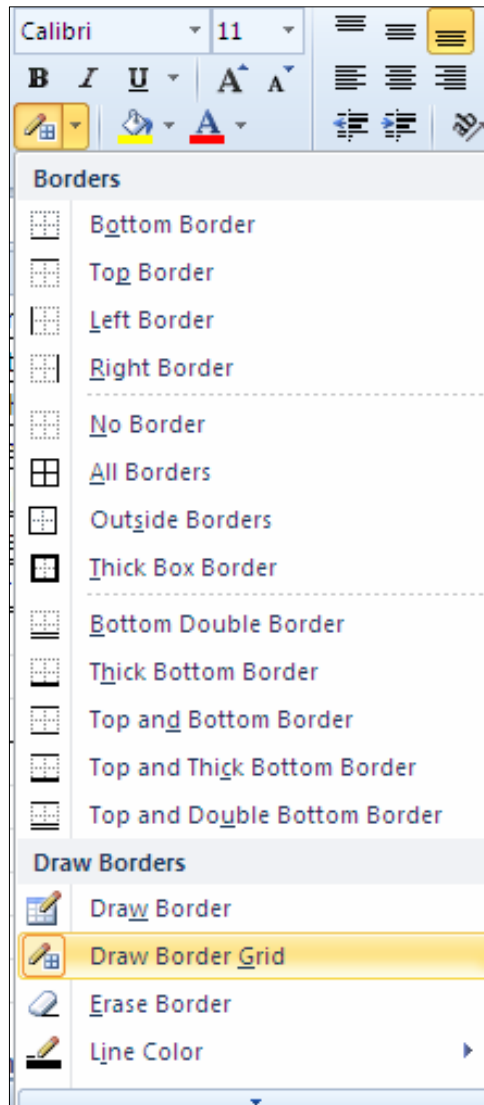 Calibri 11
B I U A A
A
Borders
Bottom Border
Top Border
Left Border
Right Border
No Border
All Borders
Outside Borders
Thick Box Border
Bottom Double Border
Thick Bottom Border
Top and Bottom Border
Top and Thick Bottom Border
Top and Double Bottom Border
Draw Borders
Draw Border
Draw Border Grid
Erase Border
Line Color